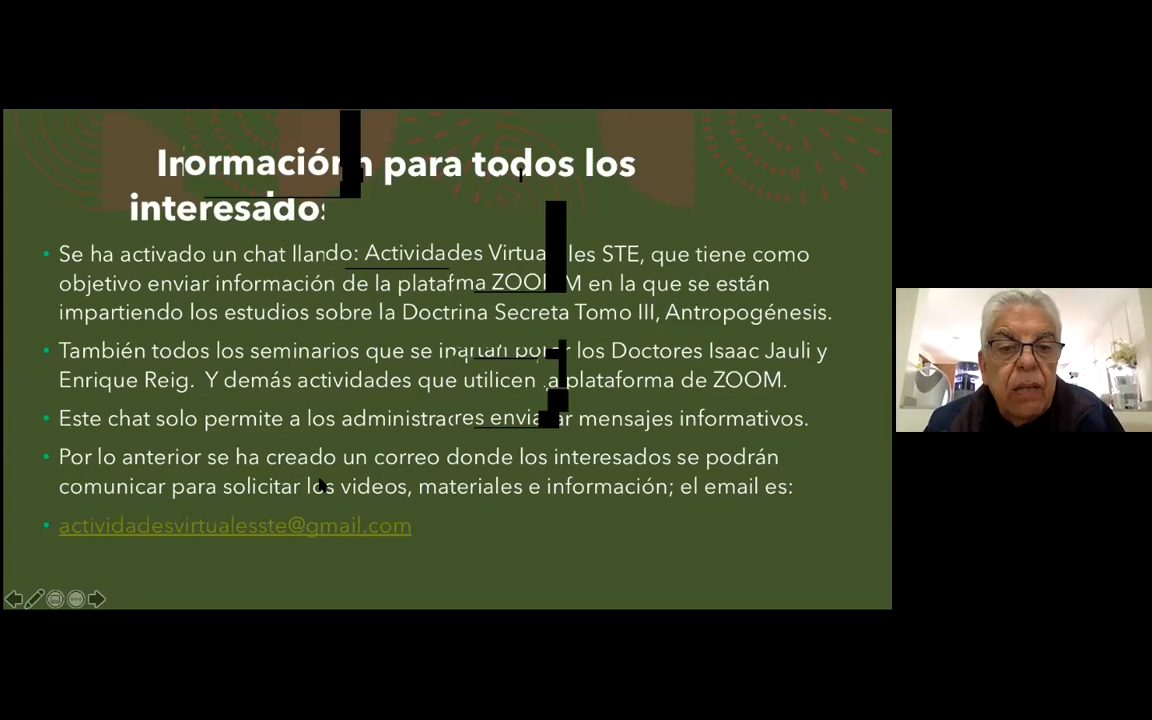 Información para todos los
interesados
Se ha activado un chat llamado: Actividades Virtuales STE, que tiene como
objetivo enviar información de la plataforma ZOOM en la que se están
impartiendo los estudios sobre la Doctrina Secreta Tomo III, Antropogénesis.
También todos los seminarios que se por los Doctores Isaac Jauli y
Enrique Reig. Y demás actividades que utilicen la plataforma de ZOOM.
Este chat solo permite a los administradores enviar mensajes informativos.
Por lo anterior se ha creado un correo donde los interesados se podrán
comunicar para solicitar los videos, materiales e información; el email es:
actividadesvirtualesste@gmail.com